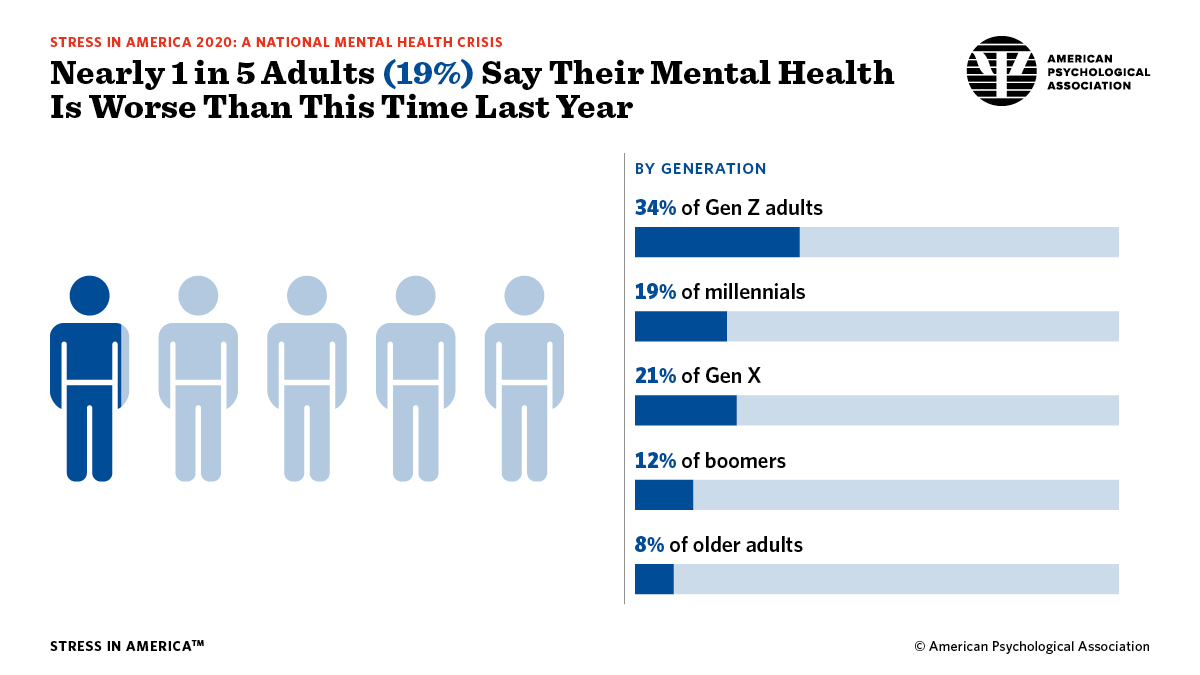 STRESS IN AMERICA 2020: A NATIONAL MENTAL HEALTH CRISIS
Nearly 1 in 5 Adults (19%) Say Their Mental Health
Is Worse Than This Time Last Year
AMERICAN
PSYCHOLOGICAL
ASSOCIATION
BY GENERATION
34% of Gen Z adults
19% of millennials
21% of Gen X
12% of boomers
8% of older adults
STRESS IN AMERICA™
© American Psychological Association